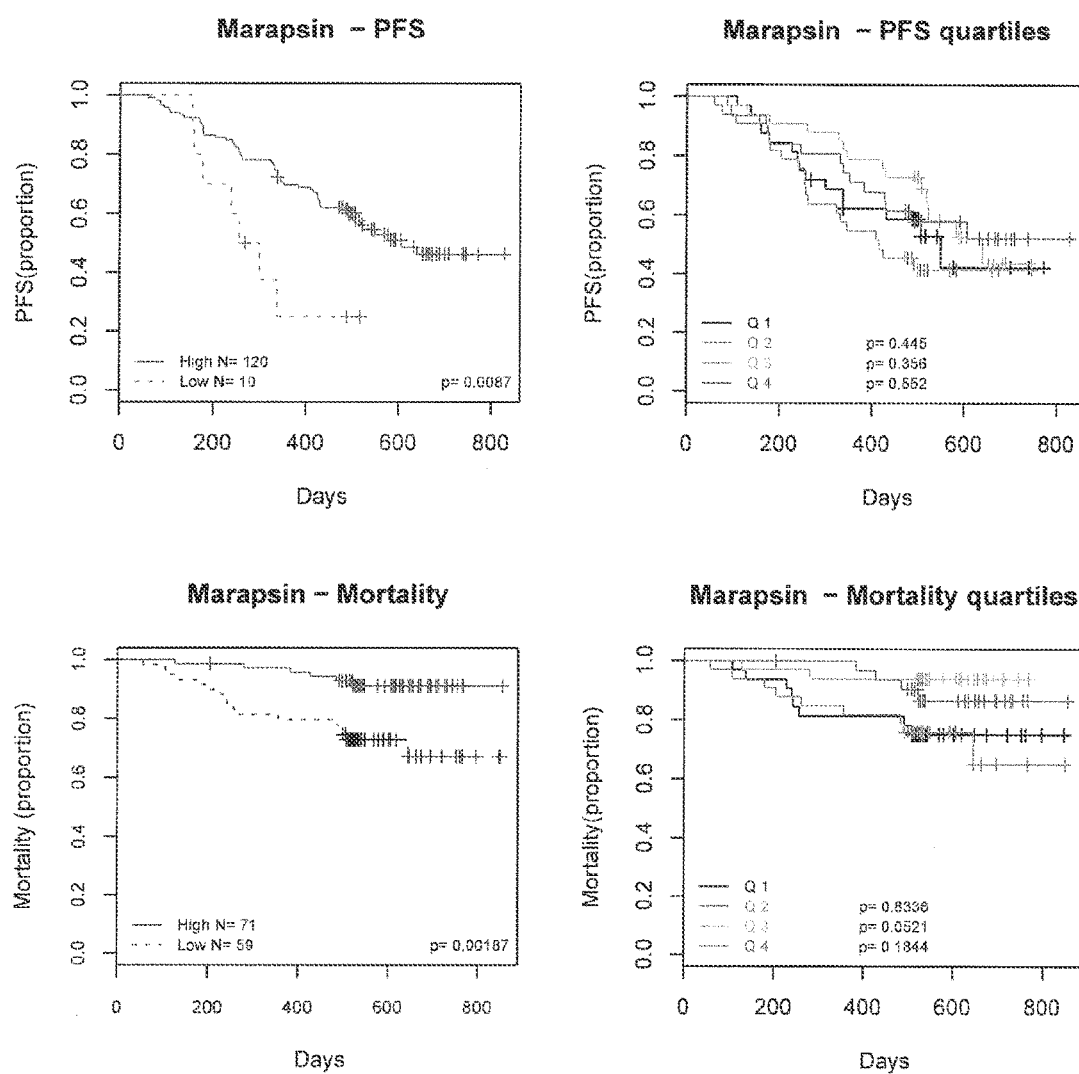 Marapsin – PFS
PFS(proportion)
1.0
0.8
0.6
0.4
0.2
0.0
High N= 120
Low N= 10
p= 0.0087
0 200 400 600 800
Days
Marapsin – PFS quartiles
PFS(proportion)
1.0
0.8
0.6
0.4
0.2
0.0
Q 1
Q 2 p= 0.445
Q 3 p= 0.356
Q 4 p= 0.552
0 200 400 600 800
Days
Marapsin – Mortality
Mortality (proportion)
1.0
0.8
0.6
0.4
0.2
0.0
High N= 71
Low N= 59
p= 0.00187
0 200 400 600 800
Days
Marapsin – Mortality quartiles
Mortality(proportion)
1.0
0.8
0.6
0.4
0.2
0.0
Q 1
Q 2 p= 0.8336
Q 3 p= 0.0521
Q 4 p= 0.1844
0 200 400 600 800
Days